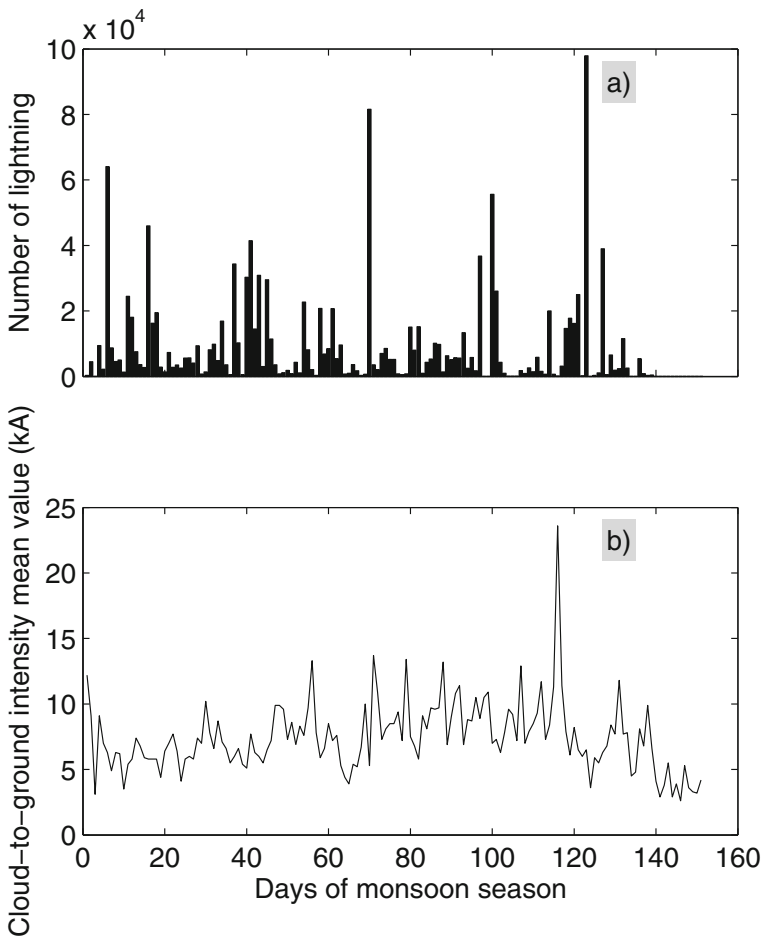 x 10^4
10
8
6
4
2
0
Number of lightning
a)
25
20
15
10
5
0
Cloud-to-ground intensity mean value (kA)
b)
0 20 40 60 80 100 120 140 160
Days of monsoon season